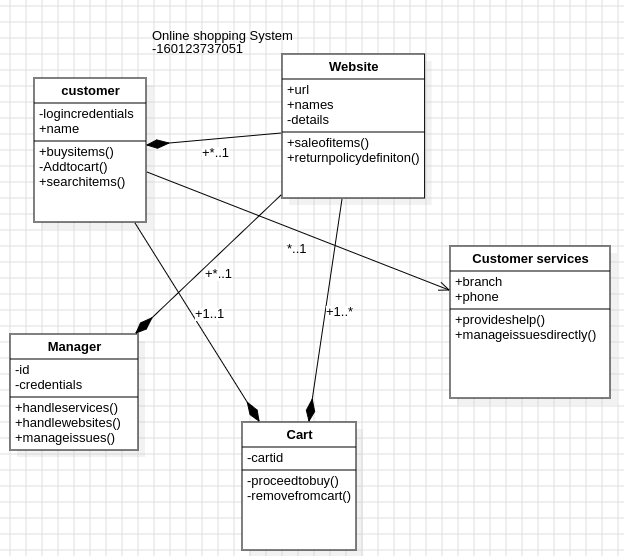 Online shopping System
-160123737051
customer
-logincredentials
+name
+buysitems()
-Addtocart()
+searchitems()
Website
+url
+names
-details
+saleofitems()
+returnpolicydefiniton()
+*..1
*..1
+*..1
+1..1
+1..*
Customer services
+branch
+phone
+provideshelp()
+manageissuesdirectly()
Manager
-id
-credentials
+handleservices()
+handlewebsites()
+manageissues()
Cart
-cartid
-proceedtobuy()
-removefromcart()